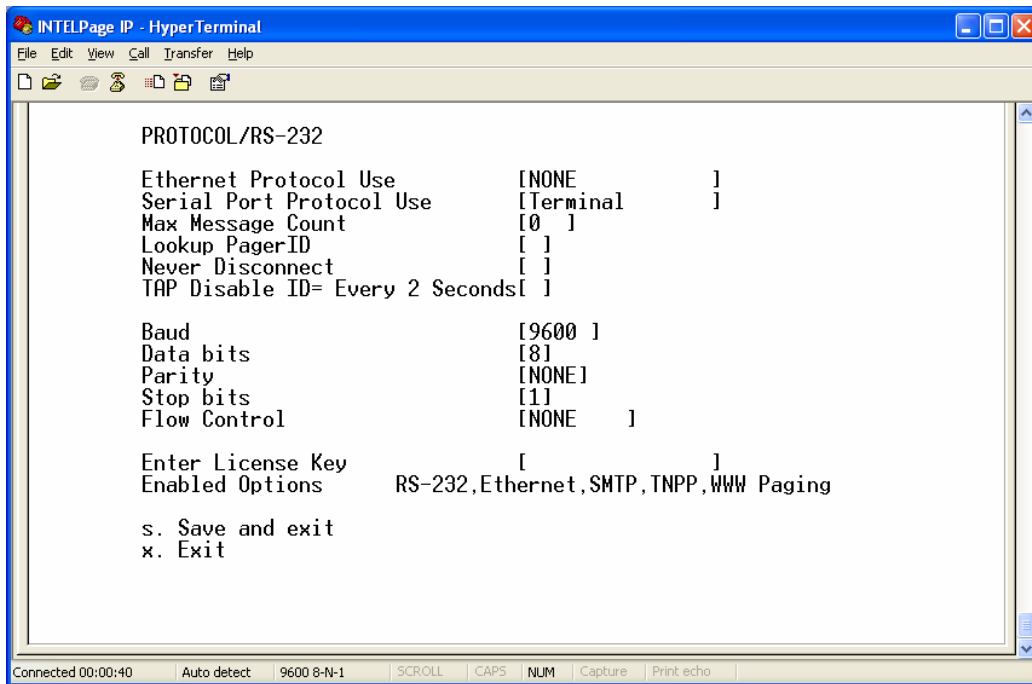 INTELPage IP - HyperTerminal
File Edit View Call Transfer Help
PROTOCOL/RS-232
Ethernet Protocol Use [NONE ]
Serial Port Protocol Use [Terminal ]
Max Message Count [0 ]
Lookup PagerID [ ]
Never Disconnect [ ]
TAP Disable ID= Every 2 Seconds[ ]
Baud [9600 ]
Data bits [8]
Parity [NONE]
Stop bits [1]
Flow Control [NONE ]
Enter License Key [ ]
Enabled Options RS-232,Ethernet,SMTP,TNPP,WWW Paging
s. Save and exit
x. Exit
Connected 00:00:40 Auto detect 9600 8-N-1 SCROLL CAPS NUM Capture Print echo